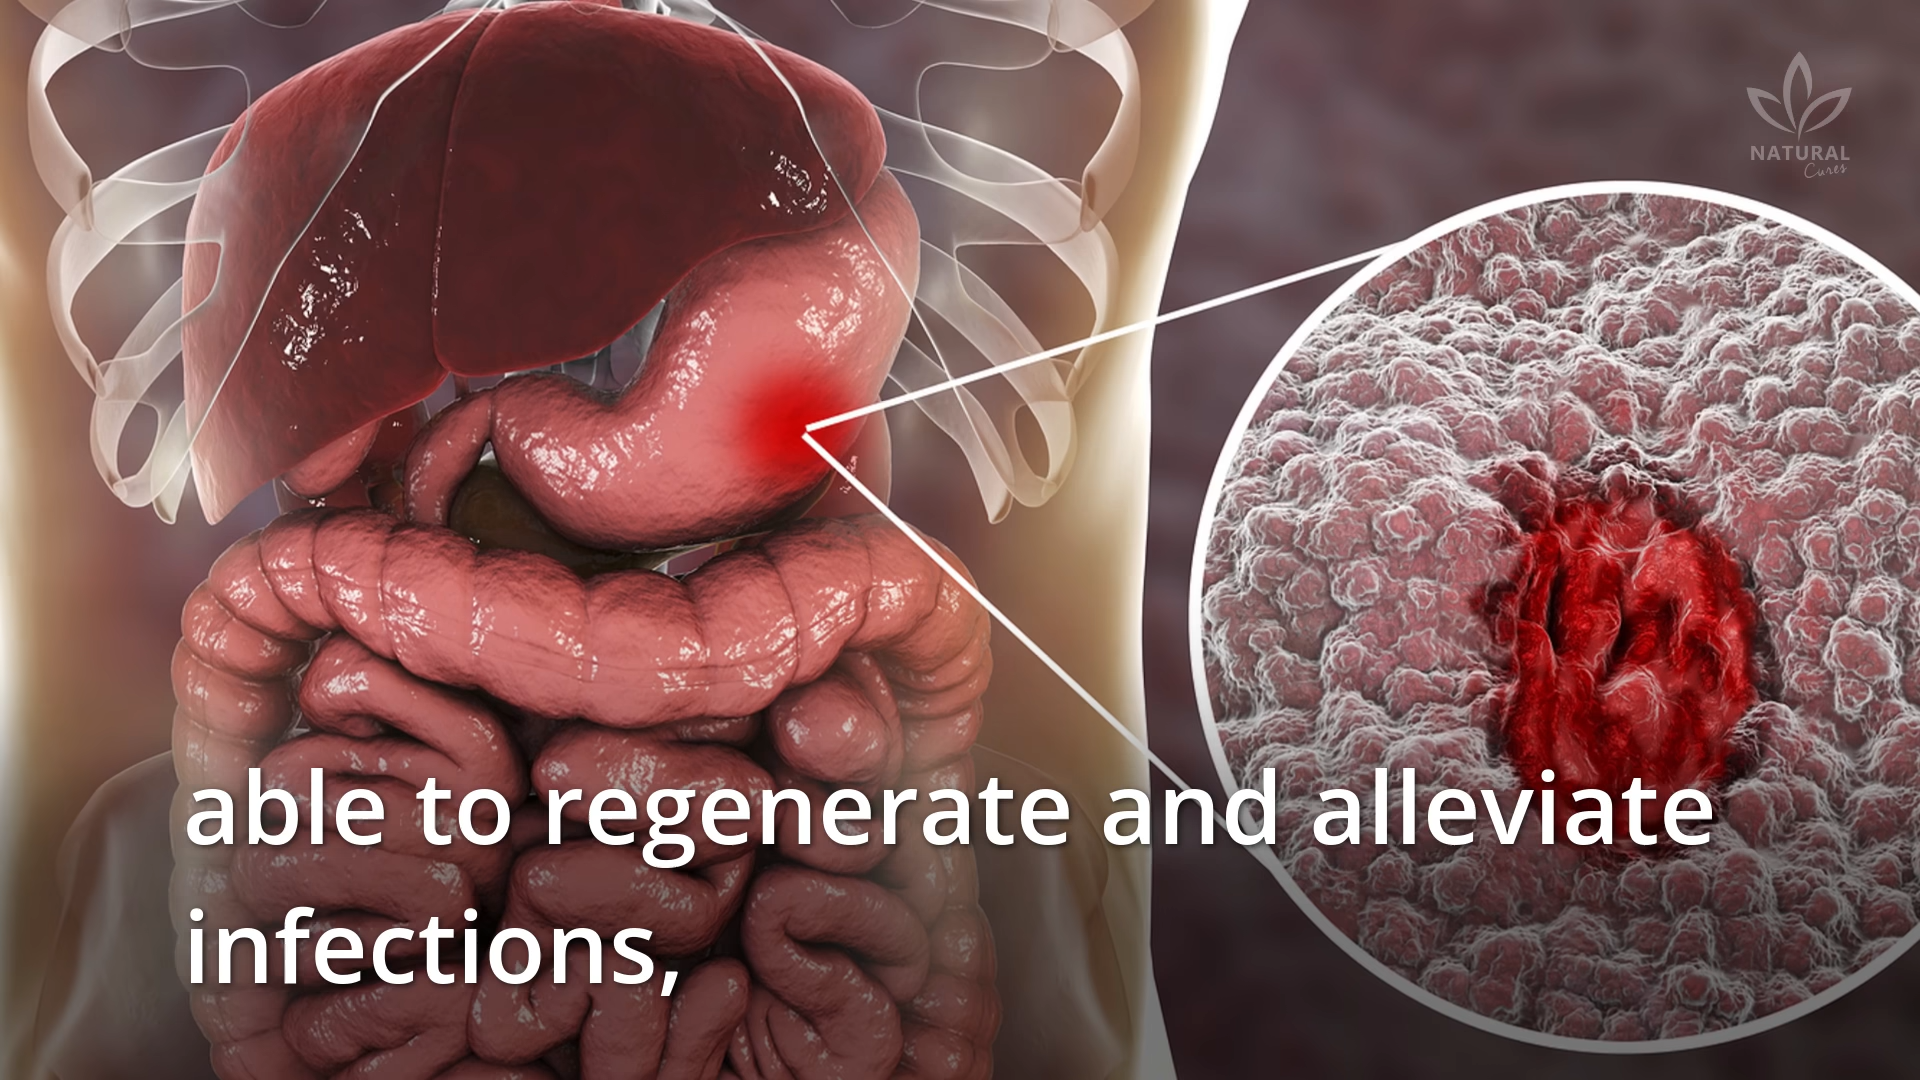 NATURAL
Cures
able to regenerate and alleviate
infections,